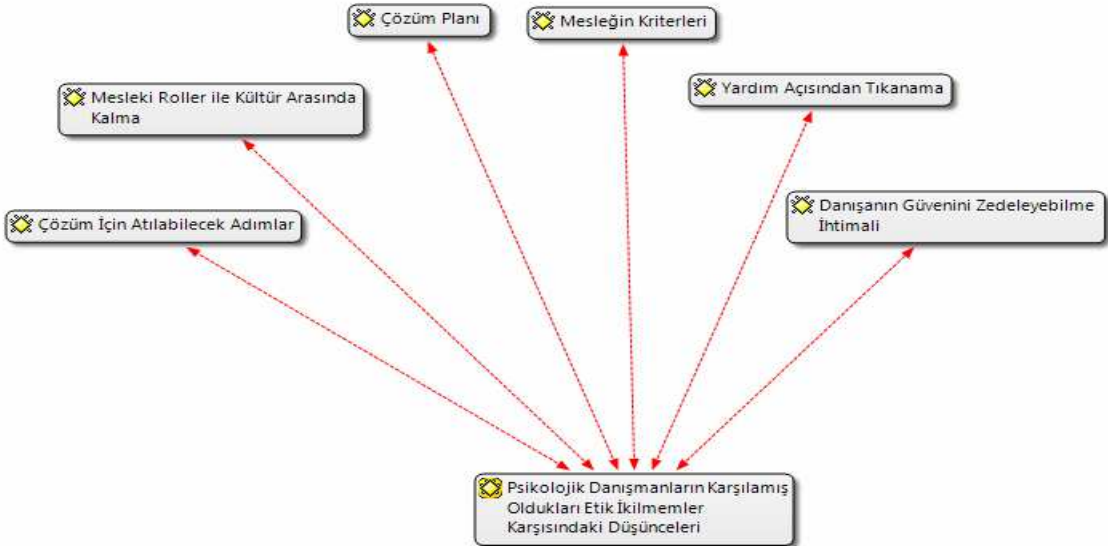 Çözüm Planı
Mesleğin Kriterleri
Yardım Açısından Tıkanama
Mesleki Roller ile Kültür Arasında
Kalma
Danışanın Güvenini Zedeleyebilme
İhtimali
Çözüm İçin Atılabilecek Adımlar
Psikolojik Danışmanların Karşılamış
Oldukları Etik İkilmemler
Karşısındaki Düşünceleri